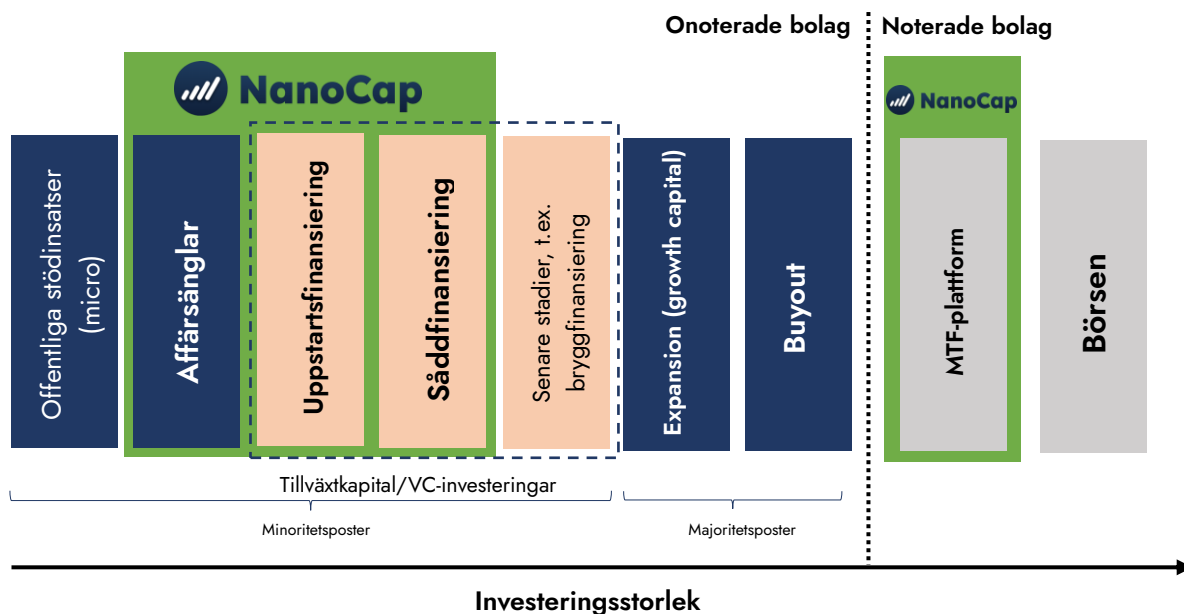 Onoterade bolag
Noterade bolag
NanoCap
NanoCap
Offentliga stödinsatser
(micro)
Affärsänglar
Uppstartsfinansiering
Såddfinansiering
Senare stadier, t.ex.
bryggfinansiering
Expansion (growth capital)
Buyout
MTF-plattform
Börsen
Tillväxtkapital/VC-investeringar
Minoritetsposter
Majoritetsposter
Investeringsstorlek